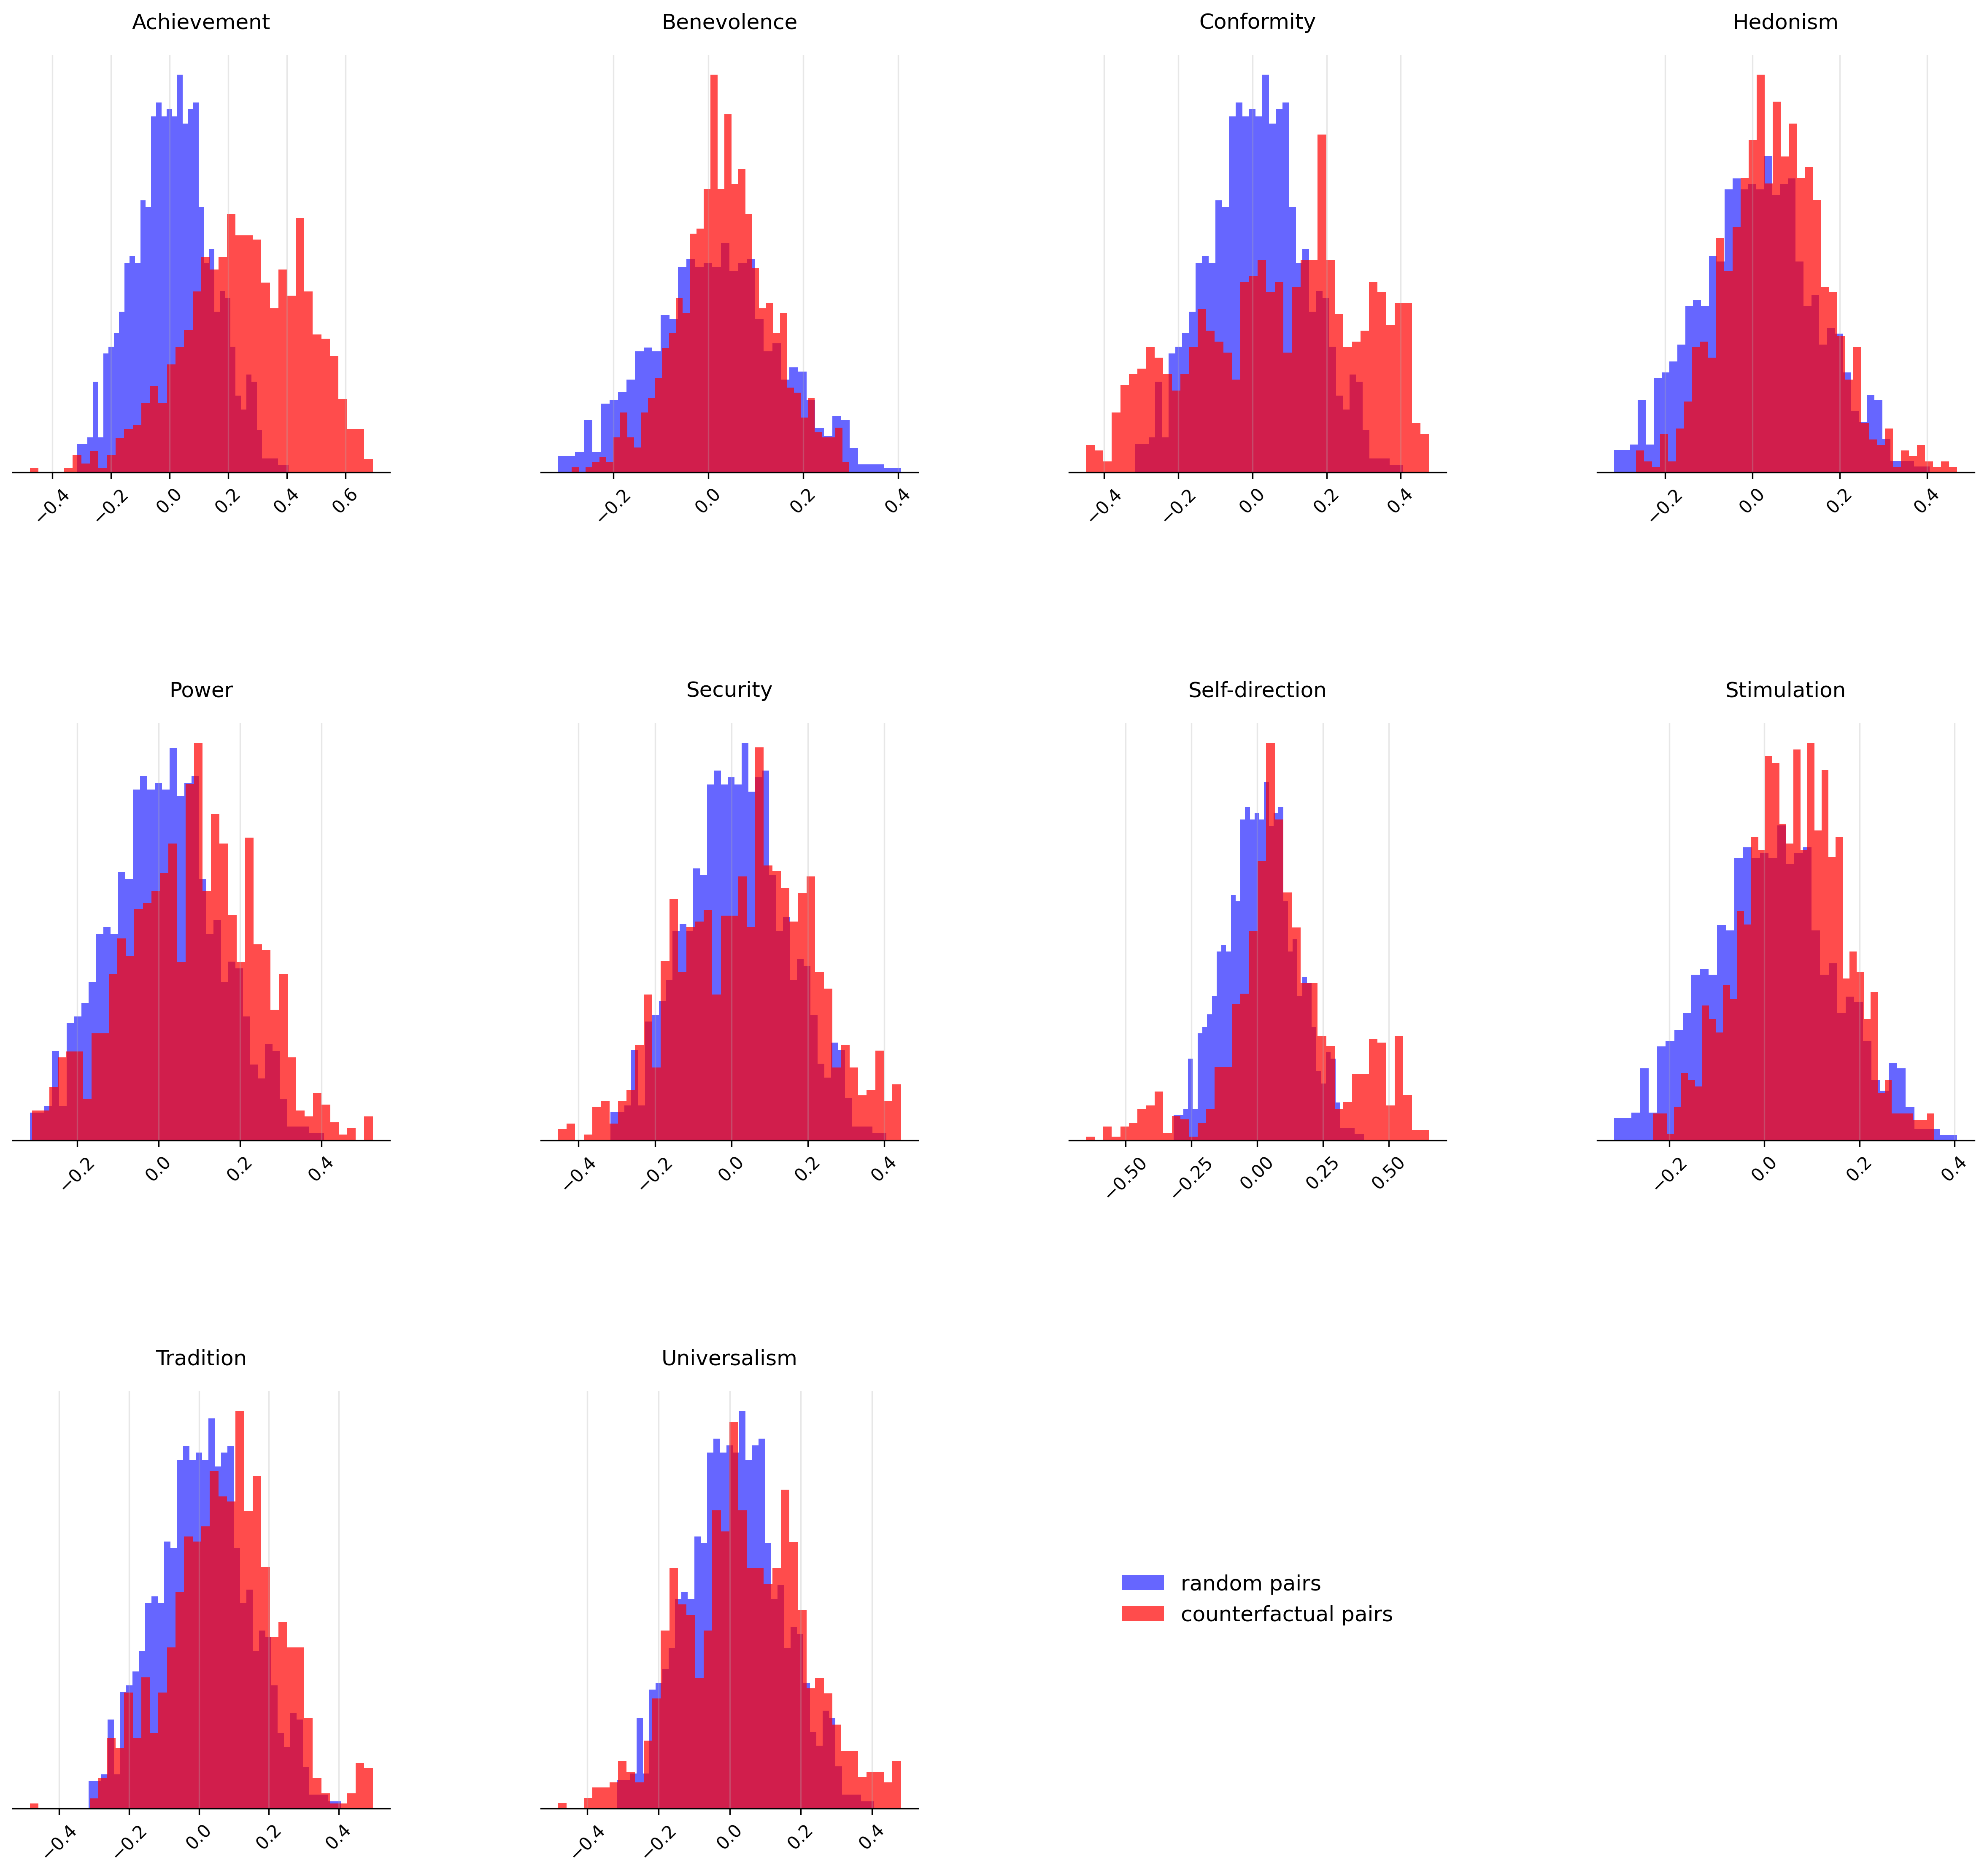 Achievement
Benevolence
Conformity
Hedonism
−0.4 −0.2 0.0 0.2 0.4 0.6
−0.2 0.0 0.2 0.4
−0.4 −0.2 0.0 0.2 0.4
−0.2 0.0 0.2 0.4
Power
Security
Self-direction
Stimulation
−0.2 0.0 0.2 0.4
−0.4 −0.2 0.0 0.2 0.4
−0.50 −0.25 0.00 0.25 0.50
−0.2 0.0 0.2 0.4
Tradition
Universalism
random pairs
counterfactual pairs
−0.4 −0.2 0.0 0.2 0.4
−0.4 −0.2 0.0 0.2 0.4